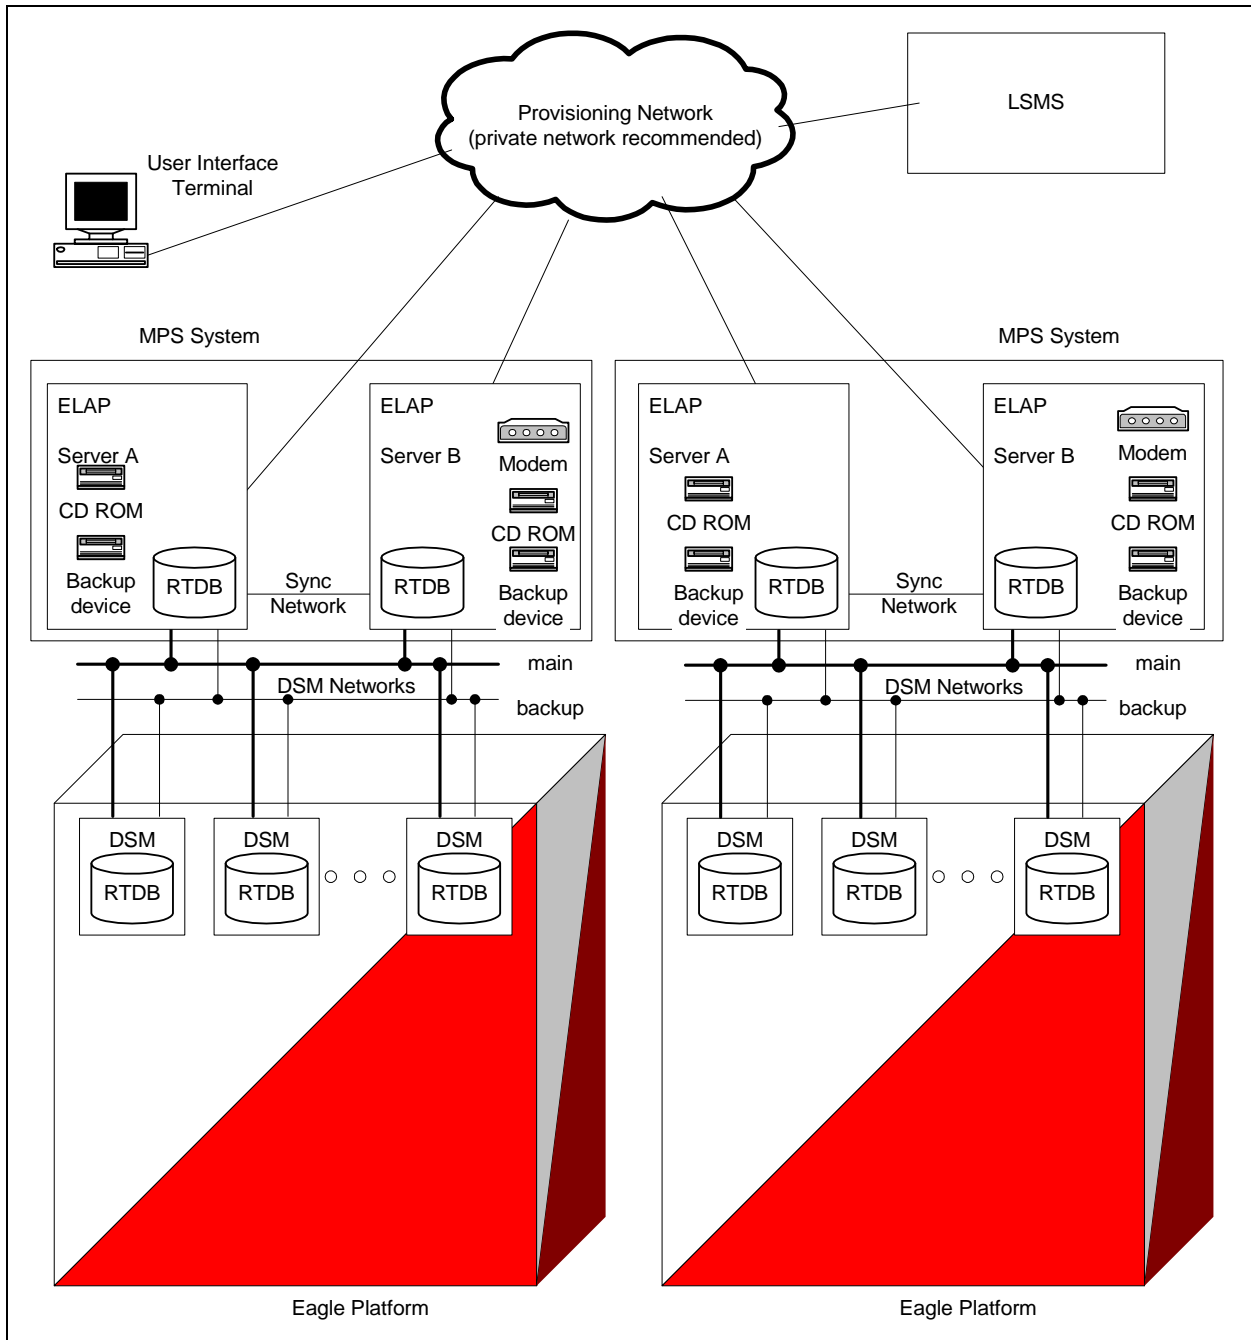 Provisioning Network
(private network recommended)
LSMS
User Interface
Terminal
MPS System
MPS System
ELAP
Server A
CD ROM
Backup
device
RTDB
Sync
Network
ELAP
Server B
Modem
CD ROM
Backup
device
RTDB
ELAP
Server A
CD ROM
Backup
device
RTDB
Sync
Network
ELAP
Server B
Modem
CD ROM
Backup
device
RTDB
main
DSM Networks
backup
main
DSM Networks
backup
DSM
RTDB
DSM
RTDB
DSM
RTDB
DSM
RTDB
DSM
RTDB
DSM
RTDB
Eagle Platform
Eagle Platform